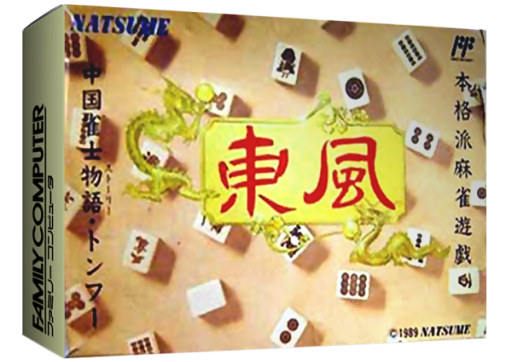 NATSUME
本格派麻雀遊戯
東風
中国雀士物語・トンフー
ストーリー
©1989 NATSUME
FAMILY COMPUTER
ファミリー コンピュータ